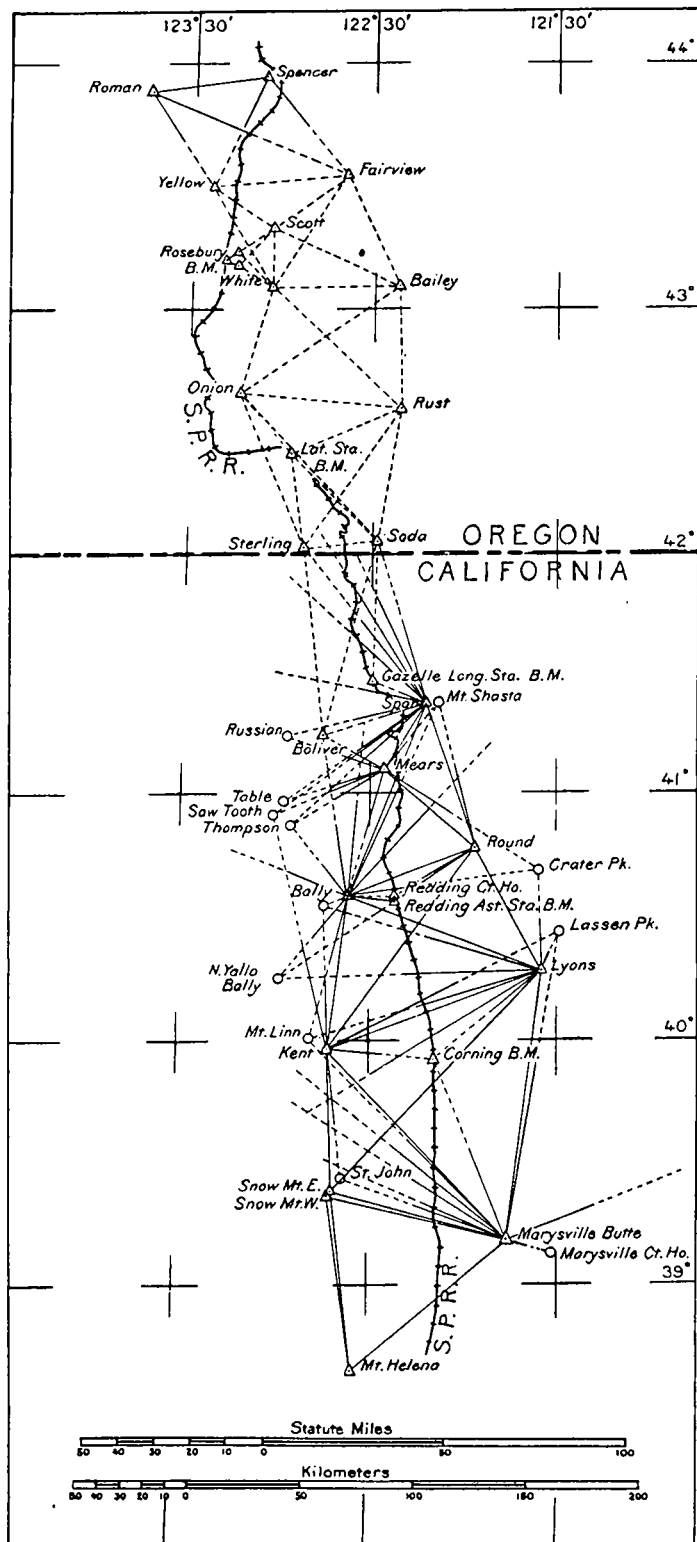 123°30' 122°30' 121°30'
44°
Spencer
Roman
Fairview
Yellow
Scott
Rosebury
B.M.
White
Bailey
43°
Onion
Rust
S.P.R.R.
Lat. Sta.
B.M.
Sterling
Soda
OREGON
42°
CALIFORNIA
Gazelle Long. Sta. B.M.
Spar
Mt. Shasta
Russian
Boliver
Mears
Table
41°
Saw Tooth
Thompson
Round
Crater Pk.
Bally
Redding Ct. Ho.
Redding Ast. Sta. B.M.
Lassen Pk.
N. Yallo
Bally
Lyons
Mt. Linn
40°
Kent
Corning B.M.
St. John
Snow Mt. E.
Snow Mt. W.
Marysville Butte
Marysville Ct. Ho.
39°
S.P.R.R.
Mt. Helena
Statute Miles
50 40 30 20 10 0 50 100
Kilometers
50 40 30 20 10 0 50 100 150 200